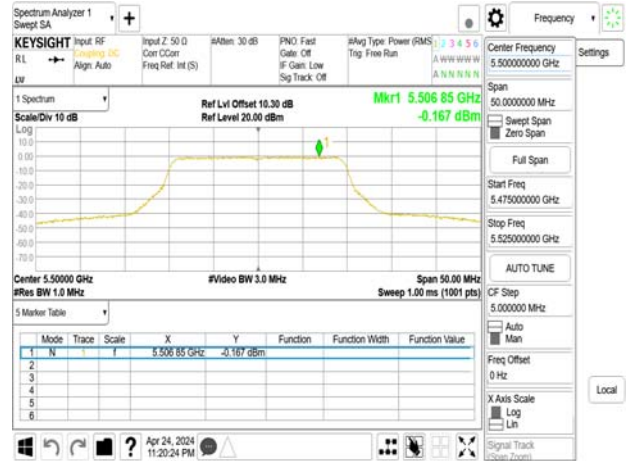 Spectrum Analyzer 1
Swept SA
+
Frequency
KEYSIGHT
RL
Input: RF
Coupling: DC
Align: Auto
Input Z: 50 Ω
Corr CCorr
Freq Ref: Int (S)
#Atten: 30 dB
PNO: Fast
Gate: Off
IF Gain: Low
Sig Track: Off
#Avg Type: Power (RMS
Trig: Free Run
1 2 3 4 5 6
A W W W W W
A N N N N N
Center Frequency
5.500000000 GHz
Settings
Span
50.0000000 MHz
Swept Span
Zero Span
Full Span
Start Freq
5.475000000 GHz
Stop Freq
5.525000000 GHz
AUTO TUNE
CF Step
5.000000 MHz
Auto
Man
Freq Offset
0 Hz
X Axis Scale
Log
Lin
Signal Track
(Span Zoom)
Local
1 Spectrum
Scale/Div 10 dB
Ref Lvl Offset 10.30 dB
Ref Level 20.00 dBm
Mkr1 5.506 85 GHz
-0.167 dBm
Log
10.0
0.00
-10.0
-20.0
-30.0
-40.0
-50.0
-60.0
-70.0
1
Center 5.50000 GHz
#Res BW 1.0 MHz
#Video BW 3.0 MHz
Span 50.00 MHz
Sweep 1.00 ms (1001 pts)
5 Marker Table
Mode Trace Scale X Y Function Function Width Function Value
1 N 1 f 5.506 85 GHz -0.167 dBm
2
3
4
5
6
?
Apr 24, 2024
11:20:24 PM